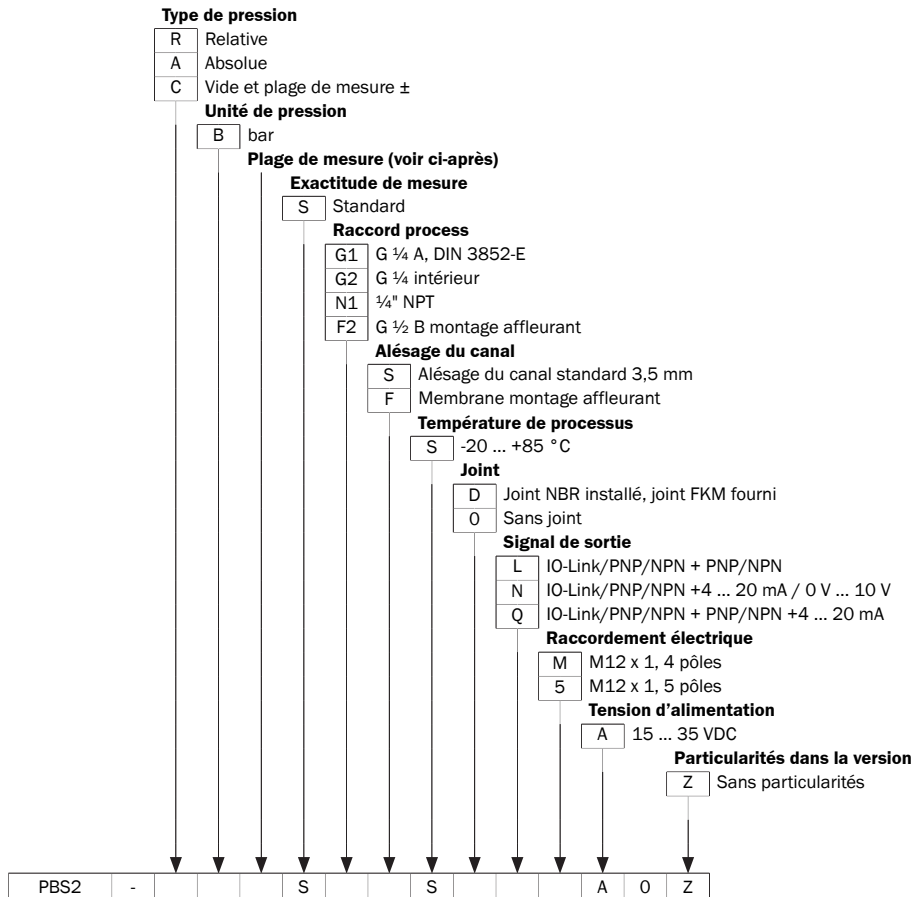 Type de pression
R Relative
A Absolue
C Vide et plage de mesure ±
Unité de pression
B bar
Plage de mesure (voir ci-après)
Exactitude de mesure
S Standard
Raccord process
G1 G ¼ A, DIN 3852-E
G2 G ¼ intérieur
N1 ¼" NPT
F2 G ½ B montage affleurant
Alésage du canal
S Alésage du canal standard 3,5 mm
F Membrane montage affleurant
Température de processus
S -20 ... +85 °C
Joint
D Joint NBR installé, joint FKM fourni
0 Sans joint
Signal de sortie
L IO-Link/PNP/NPN + PNP/NPN
N IO-Link/PNP/NPN +4 ... 20 mA / 0 V ... 10 V
Q IO-Link/PNP/NPN + PNP/NPN +4 ... 20 mA
Raccordement électrique
M M12 x 1, 4 pôles
5 M12 x 1, 5 pôles
Tension d’alimentation
A 15 ... 35 VDC
Particularités dans la version
Z Sans particularités
PBS2 - S S A 0 Z